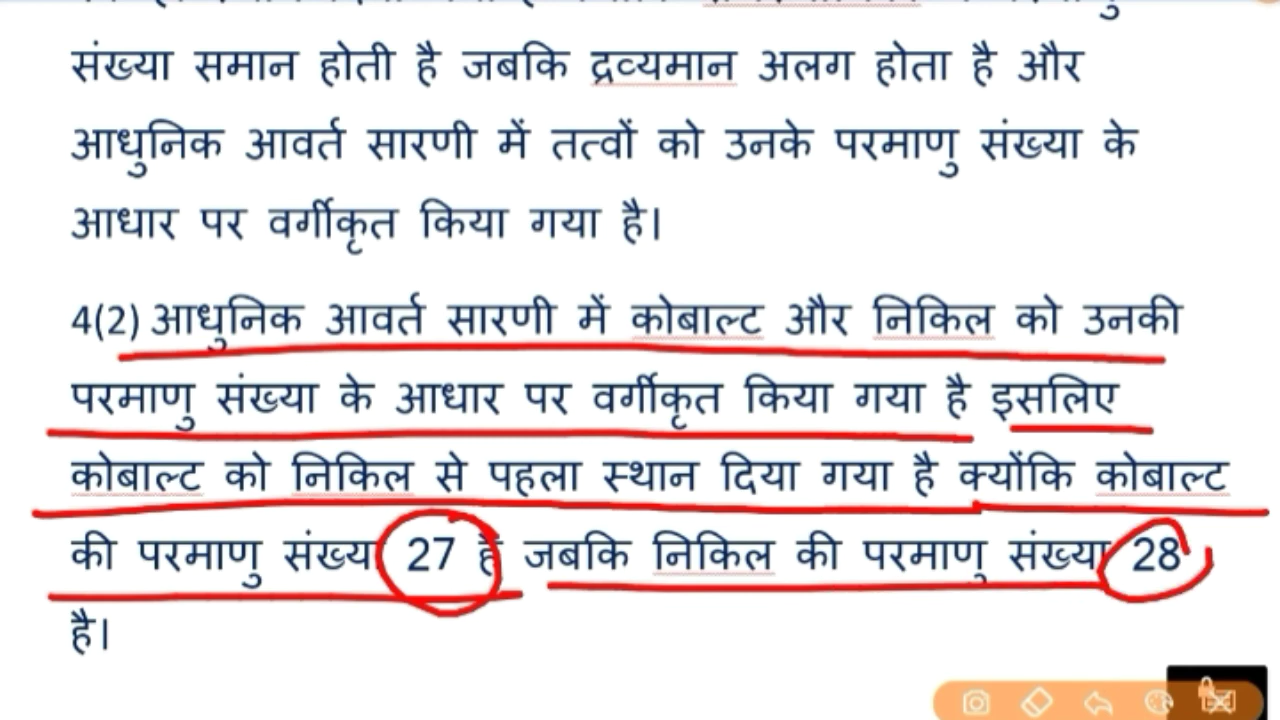 संख्या समान होती है जबकि द्रव्यमान अलग होता है और
आधुनिक आवर्त सारणी में तत्वों को उनके परमाणु संख्या के
आधार पर वर्गीकृत किया गया है।
4(2) आधुनिक आवर्त सारणी में कोबाल्ट और निकिल को उनकी
परमाणु संख्या के आधार पर वर्गीकृत किया गया है इसलिए
कोबाल्ट को निकिल से पहला स्थान दिया गया है क्योंकि कोबाल्ट
की परमाणु संख्या 27 है जबकि निकिल की परमाणु संख्या 28
है।